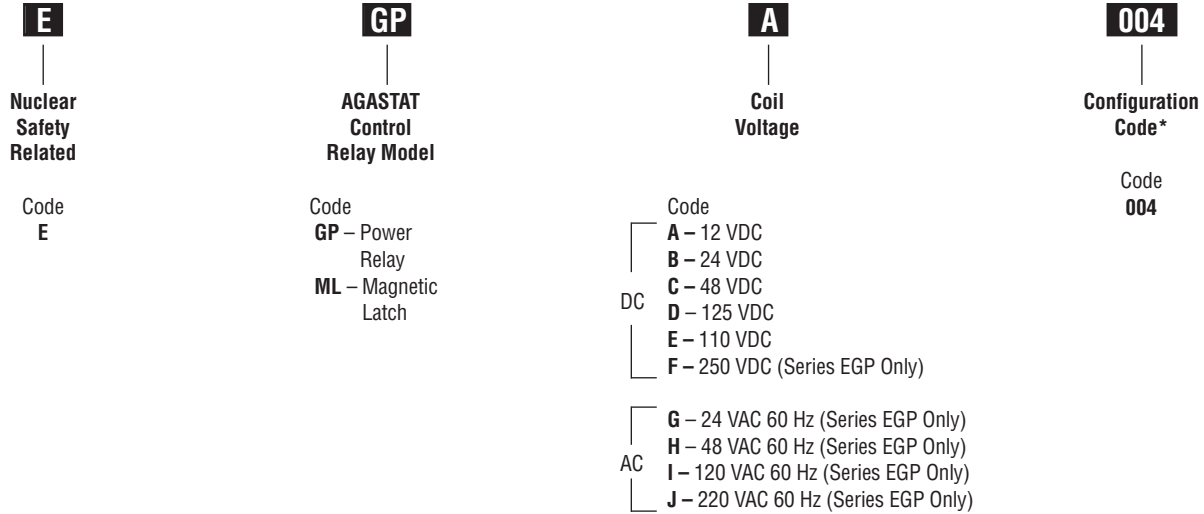 E
GP
A
004
Nuclear
Safety
Related
AGASTAT
Control
Relay Model
Coil
Voltage
Configuration
Code*
Code
E
Code
GP – Power
Relay
ML – Magnetic
Latch
Code
DC
A – 12 VDC
B – 24 VDC
C – 48 VDC
D – 125 VDC
E – 110 VDC
F – 250 VDC (Series EGP Only)
AC
G – 24 VAC 60 Hz (Series EGP Only)
H – 48 VAC 60 Hz (Series EGP Only)
I – 120 VAC 60 Hz (Series EGP Only)
J – 220 VAC 60 Hz (Series EGP Only)
Code
004